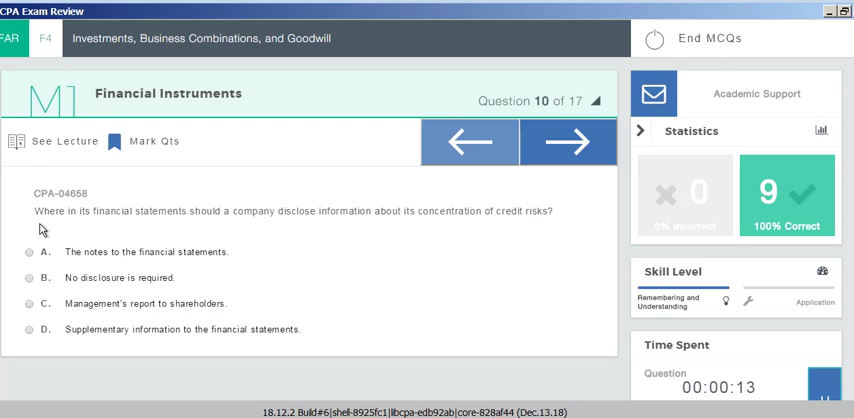 CPA Exam Review
FAR
F4
Investments, Business Combinations, and Goodwill
End MCQs
M1
Financial Instruments
Question 10 of 17
Academic Support
Statistics
See Lecture
Mark Qts
0
0% Incorrect
9
100% Correct
CPA-04658
Where in its financial statements should a company disclose information about its concentration of credit risks?
A. The notes to the financial statements.
B. No disclosure is required.
C. Management's report to shareholders.
D. Supplementary information to the financial statements.
Skill Level
Remembering and
Understanding
Application
Time Spent
Question
00:00:13
18.12.2 Build#6|shell-8925fc1|libcpa-edb92ab|core-828af44 (Dec.13.18)